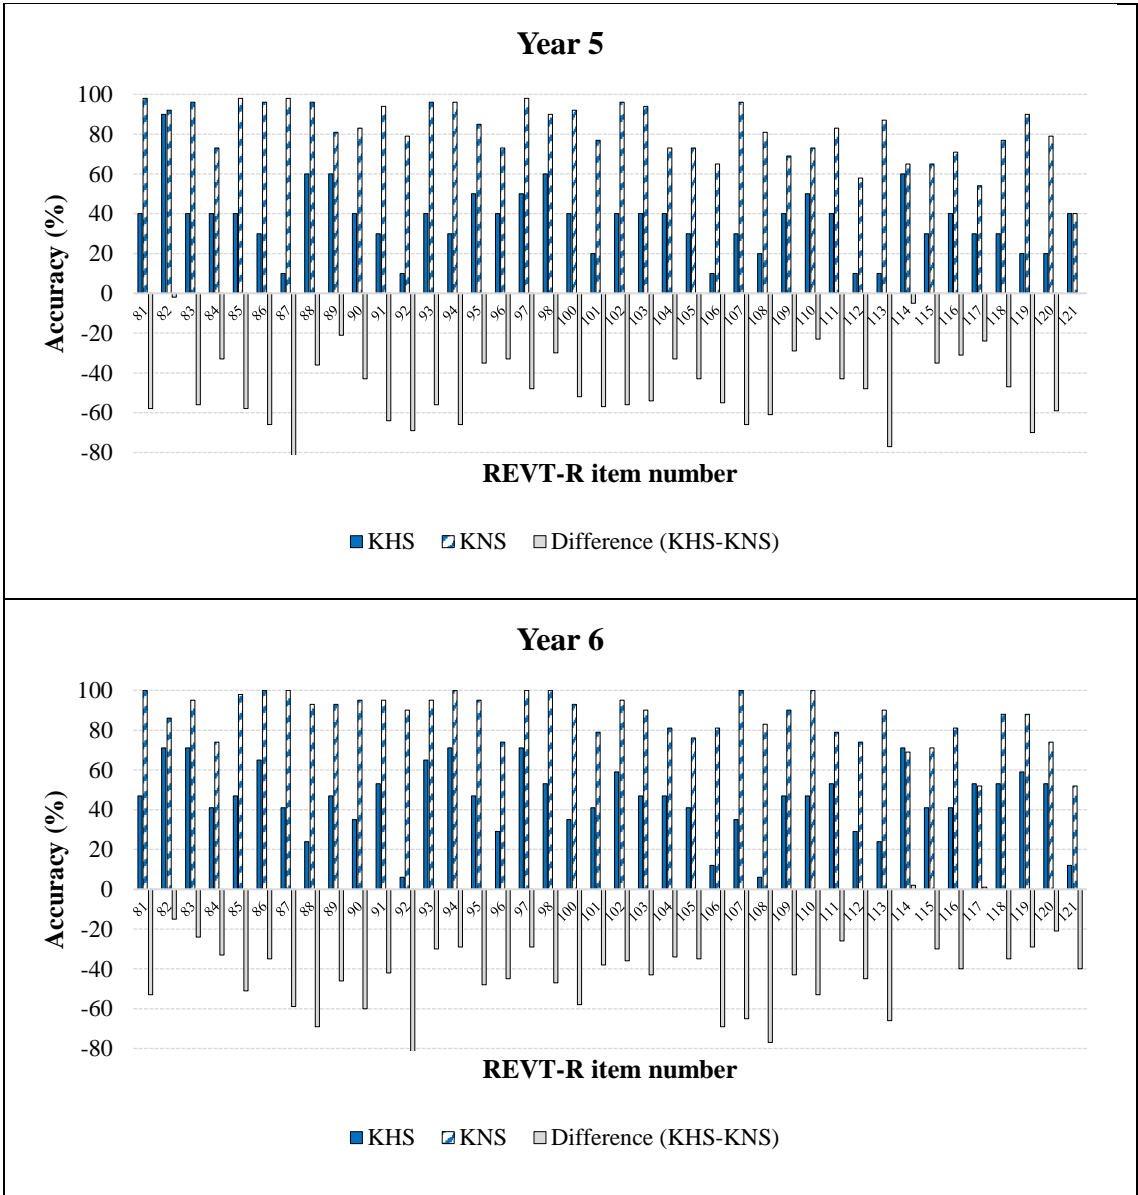 Year 5
100
80
60
40
20
0
-20
-40
-60
-80
Accuracy (%)
81 82 83 84 85 86 87 88 89 90 91 92 93 94 95 96 97 98 100 101 102 103 104 105 106 107 108 109 110 111 112 113 114 115 116 117 118 119 120 121
REVT-R item number
KHS KNS Difference (KHS-KNS)
Year 6
100
80
60
40
20
0
-20
-40
-60
-80
Accuracy (%)
81 82 83 84 85 86 87 88 89 90 91 92 93 94 95 96 97 98 100 101 102 103 104 105 106 107 108 109 110 111 112 113 114 115 116 117 118 119 120 121
REVT-R item number
KHS KNS Difference (KHS-KNS)